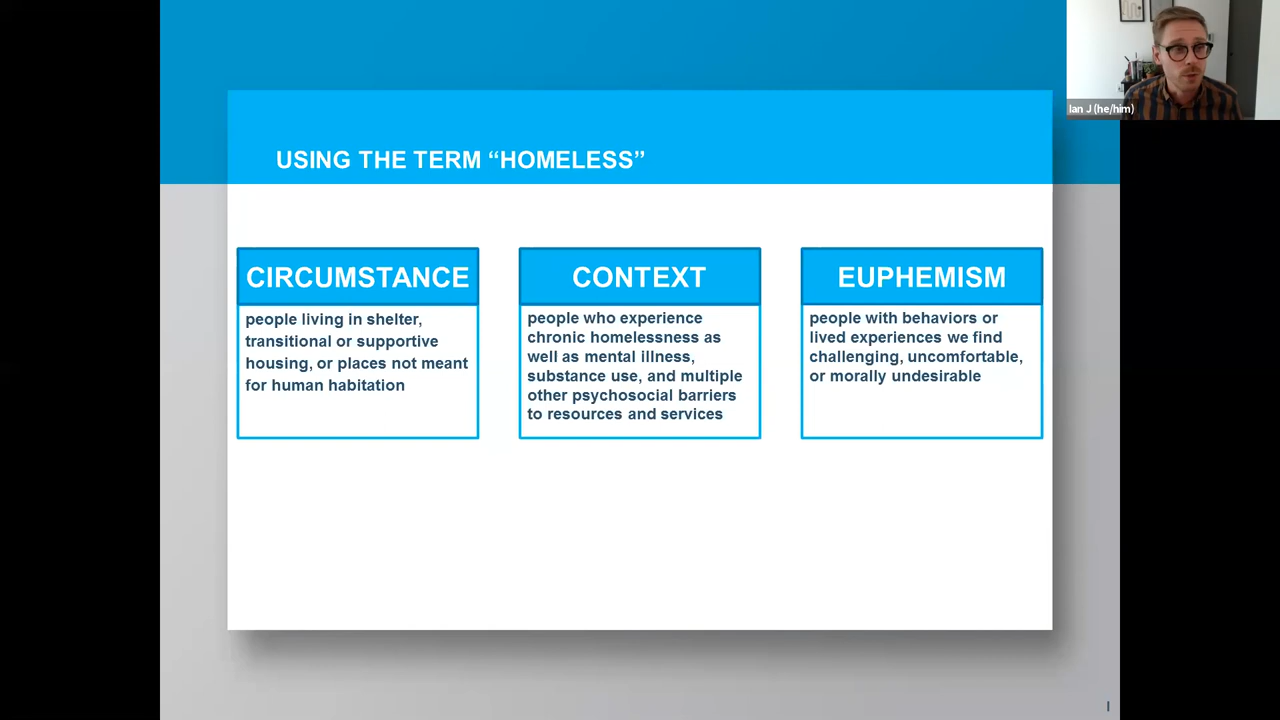 Ian J (he/him)
USING THE TERM “HOMELESS”
CIRCUMSTANCE
people living in shelter,
transitional or supportive
housing, or places not meant
for human habitation
CONTEXT
people who experience
chronic homelessness as
well as mental illness,
substance use, and multiple
other psychosocial barriers
to resources and services
EUPHEMISM
people with behaviors or
lived experiences we find
challenging, uncomfortable,
or morally undesirable